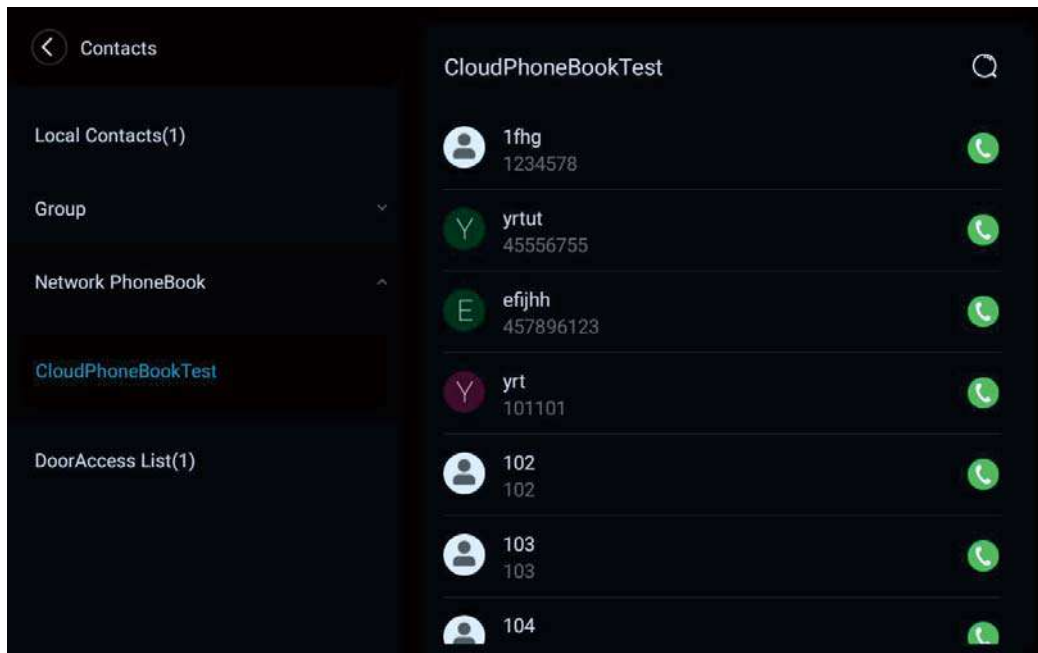 Contacts
Local Contacts(1)
Group
Network PhoneBook
CloudPhoneBookTest
DoorAccess List(1)
CloudPhoneBookTest
1fhg
1234578
Y
yrtut
45556755
E
efijhh
457896123
Y
yrt
101101
102
102
103
103
104